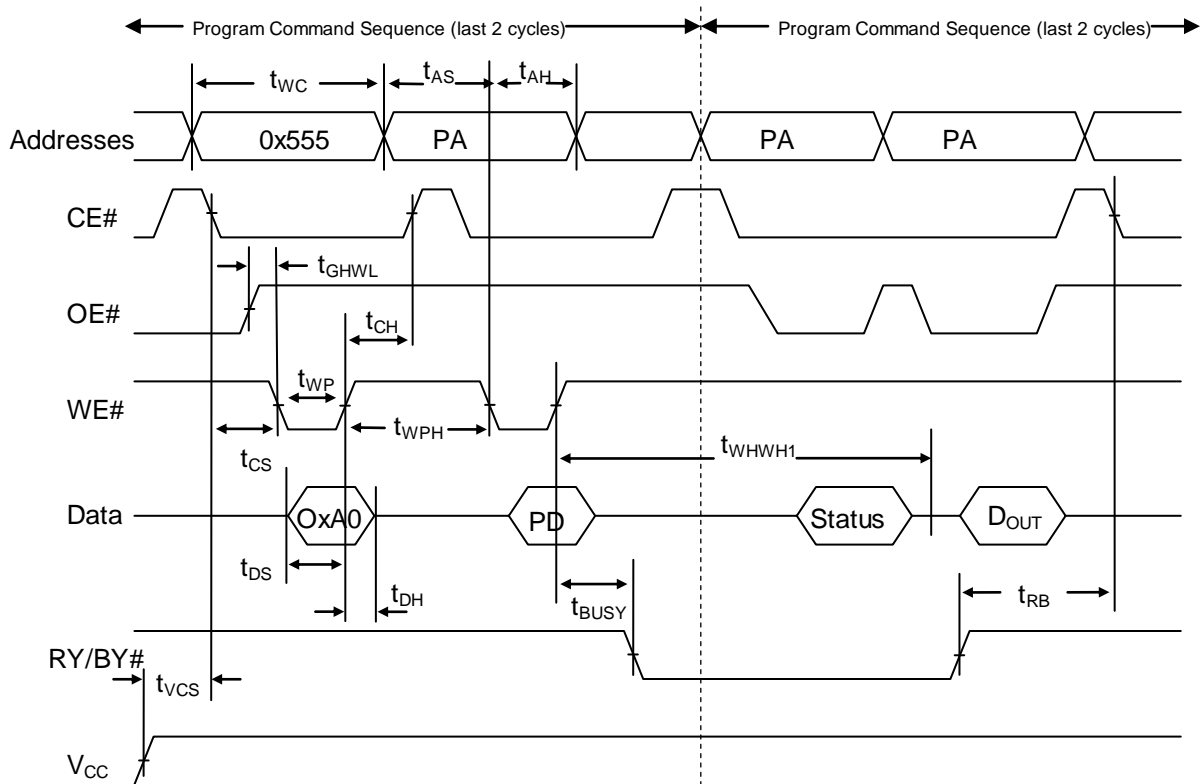 Program Command Sequence (last 2 cycles) Program Command Sequence (last 2 cycles)
tWC tAS tAH
Addresses 0x555 PA PA PA
CE#
tGHWL
OE#
tCH
tWP
WE#
tWPH
tCS tWHWH1
Data OxA0 PD Status DOUT
tDS
tDH tBUSY tRB
RY/BY#
tVCS
VCC